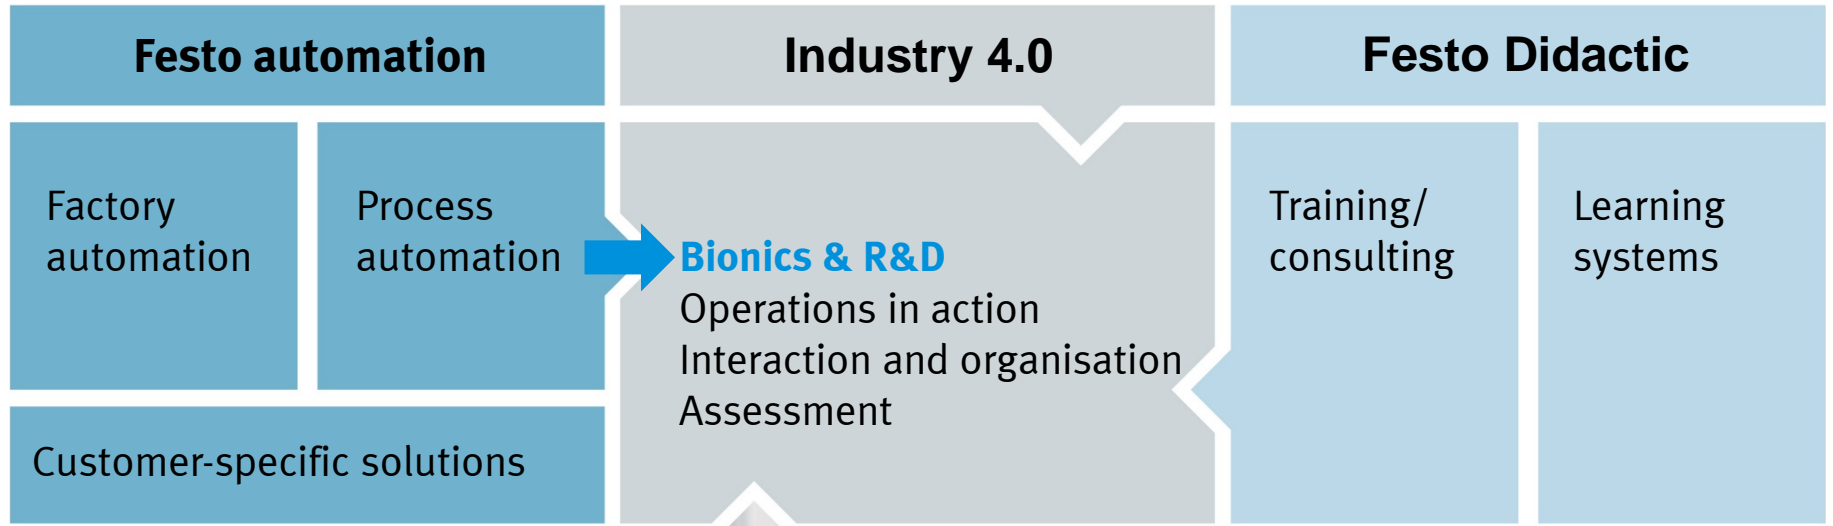 Festo automation
Industry 4.0
Festo Didactic
Factory
automation
Process
automation
Bionics & R&D
Operations in action
Interaction and organisation
Assessment
Training/
consulting
Learning
systems
Customer-specific solutions